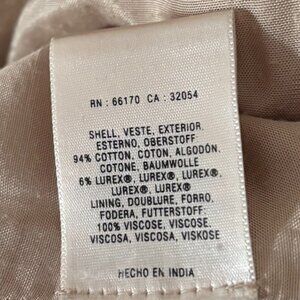 RN : 66170 CA : 32054
SHELL, VESTE, EXTERIOR,
ESTERNO, OBERSTOFF
94% COTTON, COTON, ALGODÓN,
COTONE, BAUMWOLLE
6% LUREX®, LUREX®, LUREX®,
LUREX®, LUREX®
LINING, DOUBLURE, FORRO,
FODERA, FUTTERSTOFF:
100% VISCOSE, VISCOSE,
VISCOSA, VISCOSA, VISKOSE
HECHO EN INDIA